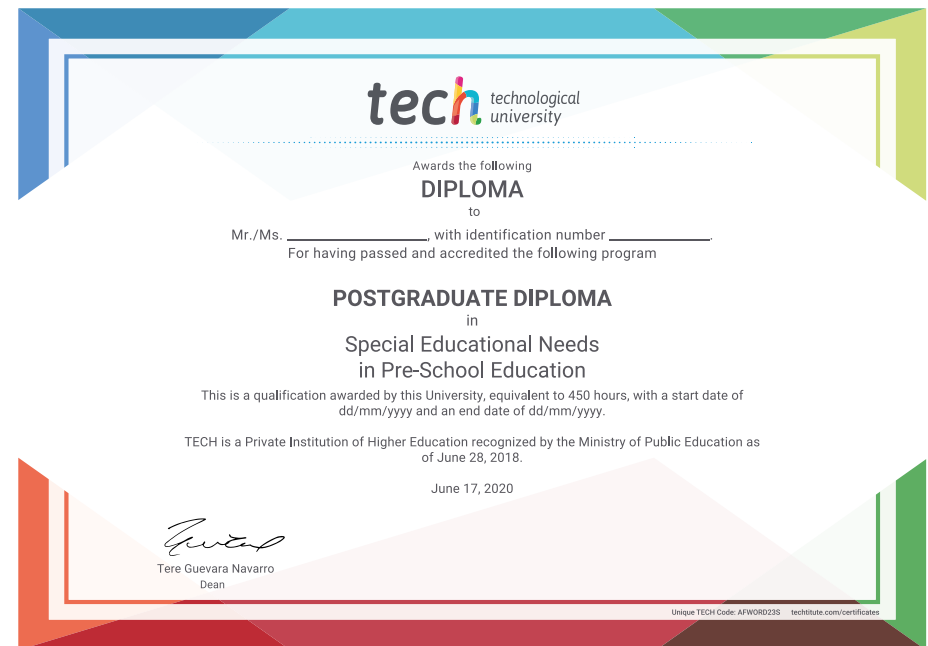 tech technological
university
Awards the following
DIPLOMA
to
Mr./Ms. ____________________, with identification number ______________.
For having passed and accredited the following program
POSTGRADUATE DIPLOMA
in
Special Educational Needs
in Pre-School Education
This is a qualification awarded by this University, equivalent to 450 hours, with a start date of
dd/mm/yyyy and an end date of dd/mm/yyyy.
TECH is a Private Institution of Higher Education recognized by the Ministry of Public Education as
of June 28, 2018.
June 17, 2020
Tere Guevara Navarro
Dean
Unique TECH Code: AFWORD23S techtitute.com/certificates